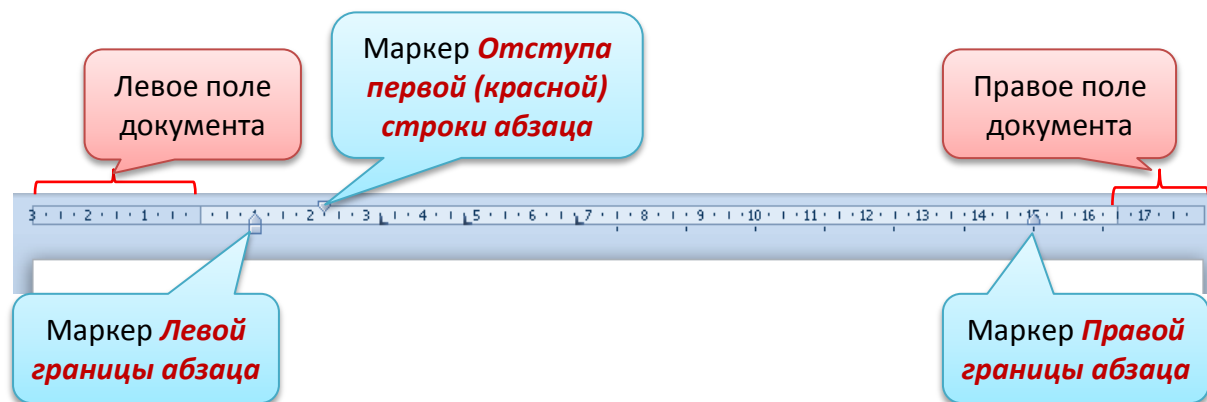 Левое поле
документа
Маркер Отступа
первой (красной)
строки абзаца
Правое поле
документа
3 2 1 1 2 3 4 5 6 7 8 9 10 11 12 13 14 15 16 17
Маркер Левой
границы абзаца
Маркер Правой
границы абзаца